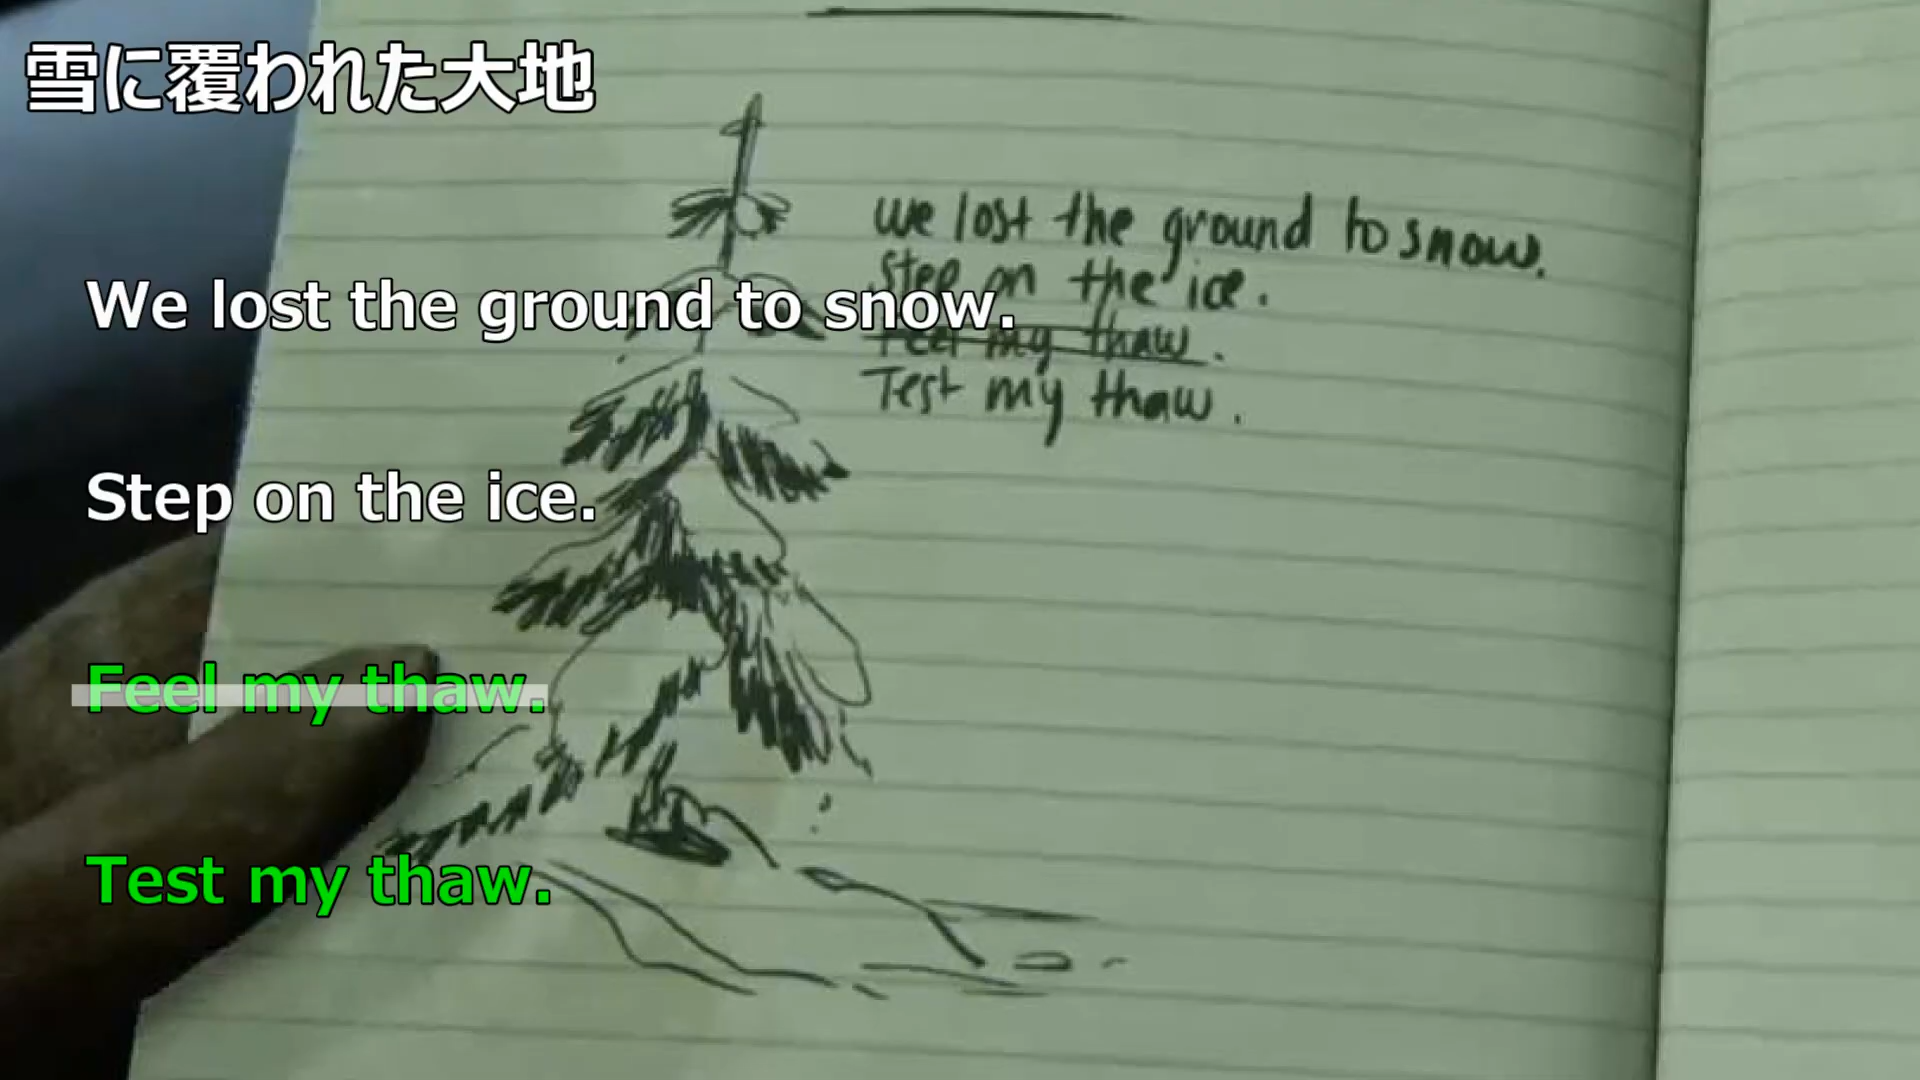 雪に覆われた大地
We lost the ground to snow.
Step on the ice.
Feel my thaw.
Test my thaw.
we lost the ground to snow.
step on the ice.
Feel my thaw.
Test my thaw.